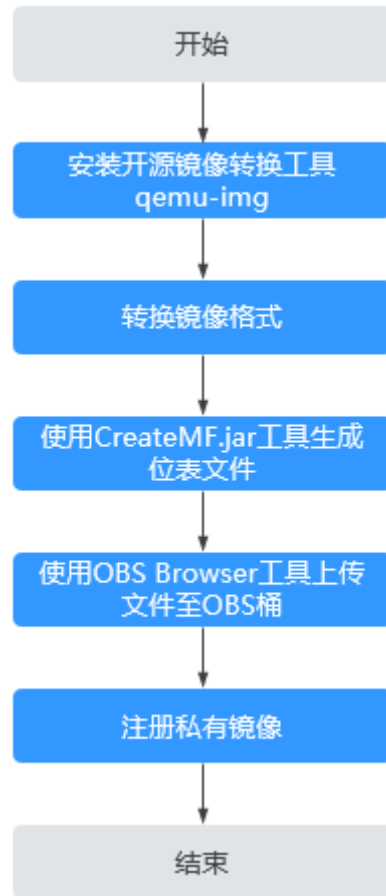 开始
安装开源镜像转换工具
qemu-img
转换镜像格式
使用CreateMF.jar工具生成
位表文件
使用OBS Browser工具上传
文件至OBS桶
注册私有镜像
结束